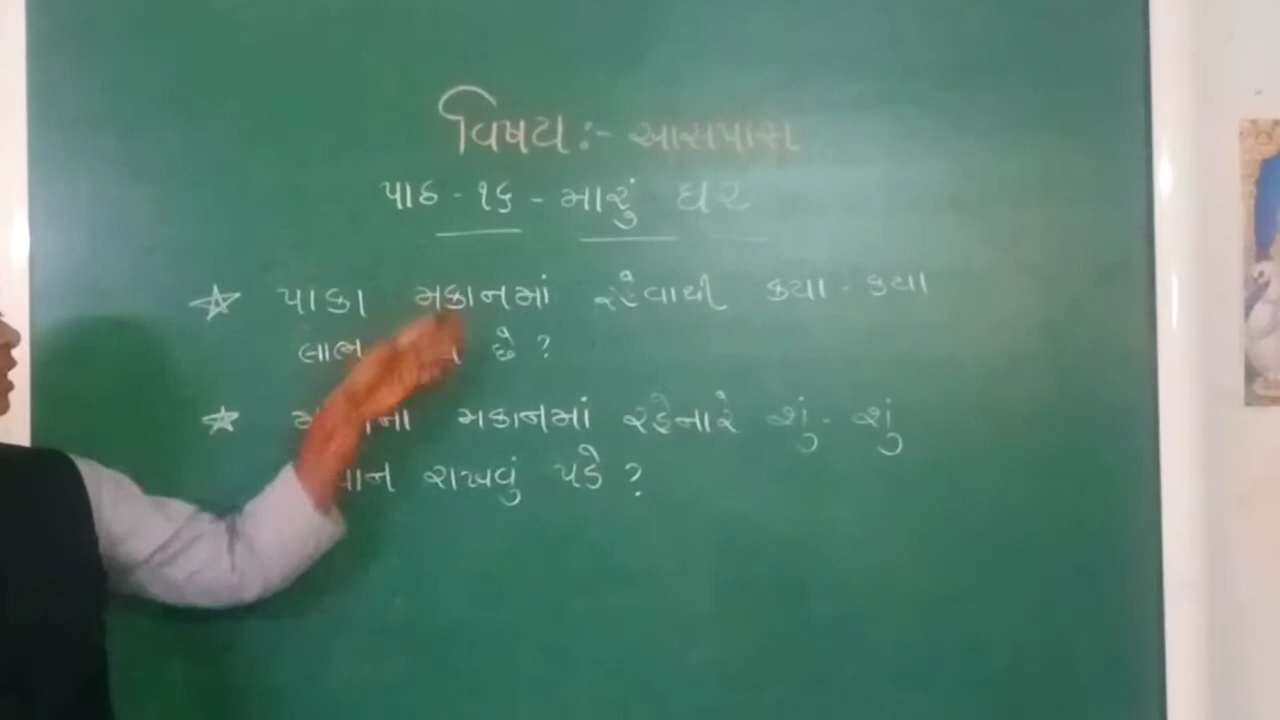 વિષય :- આસપાસ
પાઠ - ૧૬ - મારું ઘર
☆ પાકા મકાનમાં રહેવાથી કયા - કયા
લાભ છે ?
☆ મકાનમાં રહેનારે શું - શું
રાખવું પડે ?